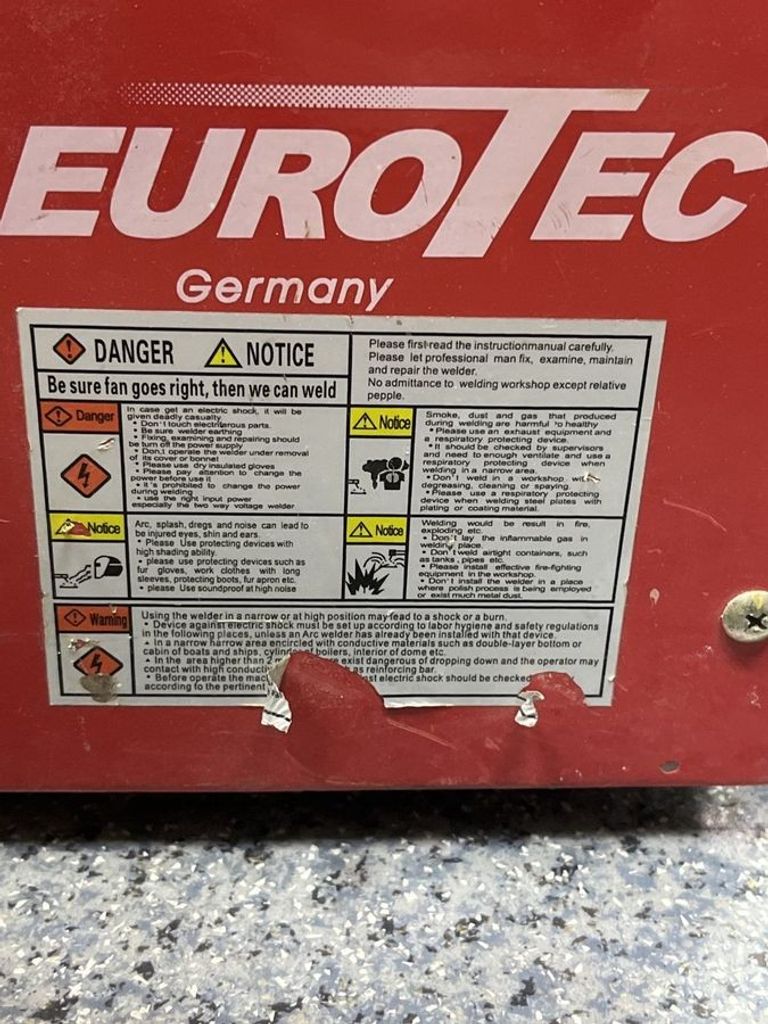 EUROTEC
Germany
DANGER
NOTICE
Be sure fan goes right, then we can weld
Please first read the instructionmanual carefully.
Please let professional man fix, examine, maintain
and repair the welder.
No admittance to welding workshop except relative
pepple.
Danger
In case get an electric shock, it will be
given deadly casualty
• Don't touch electriferous parts.
• Be sure welder earthing
• Fixing, examining and repairing should
be turn off the power supply
• Don,t operate the welder under removal
of its cover or bonnet
• Please use dry insulated gloves
• Please pay attention to change the
power before use it
• it's prohibited to change the power
during welding
• use the right input power
especially the two way voltage welder
Notice
Smoke, dust and gas that produced
during welding are harmful to healthy
• Please use an exhaust equipment and
a respiratory protecting device.
• It should be checked by supervisors
and need to enough ventilate and use a
respiratory protecting device when
welding in a narrow area.
• Don't weld in a workshop
degreasing, cleaning or spaying.
• Please use a respiratory protecting
device when welding steel plates with
plating or coating material.
Notice
Arc, splash, dregs and noise can lead to
be injured eyes, shin and ears.
• Please Use protecting devices with
high shading ability.
• please use protecting devices such as
fur gloves, work clothes with long
sleeves, protecting boots, fur apron etc.
• please Use soundproof at high noise
Notice
Welding would be result in fire,
exploding etc.
• Don't lay the inflammable gas in
welding place.
• Don't weld airtight containers, such
as tanks, pipes etc.
• Please install effective fire-fighting
equipment in the workshop.
• Don't install the welder in a place
where polish process is being employed
or exist much metal dust.
Warning
Using the welder in narrow or at high position may lead to a shock or a burn.
• Device against electric shock must be set up according to labor hygiene and safety regulations
in the following places, unless an Arc welder has already been installed with that device.
▲ In a narrow harrow area encircled with conductive materials such as double-layer bottom or
cabin of boats and ships, cylinder of boilers, interior of dome etc.
▲ In the area higher than 2 exist dangerous of dropping down and the operator may
contact with high as reinforcing bar.
• Before operate the electric shock should be checked
according to the pertinent